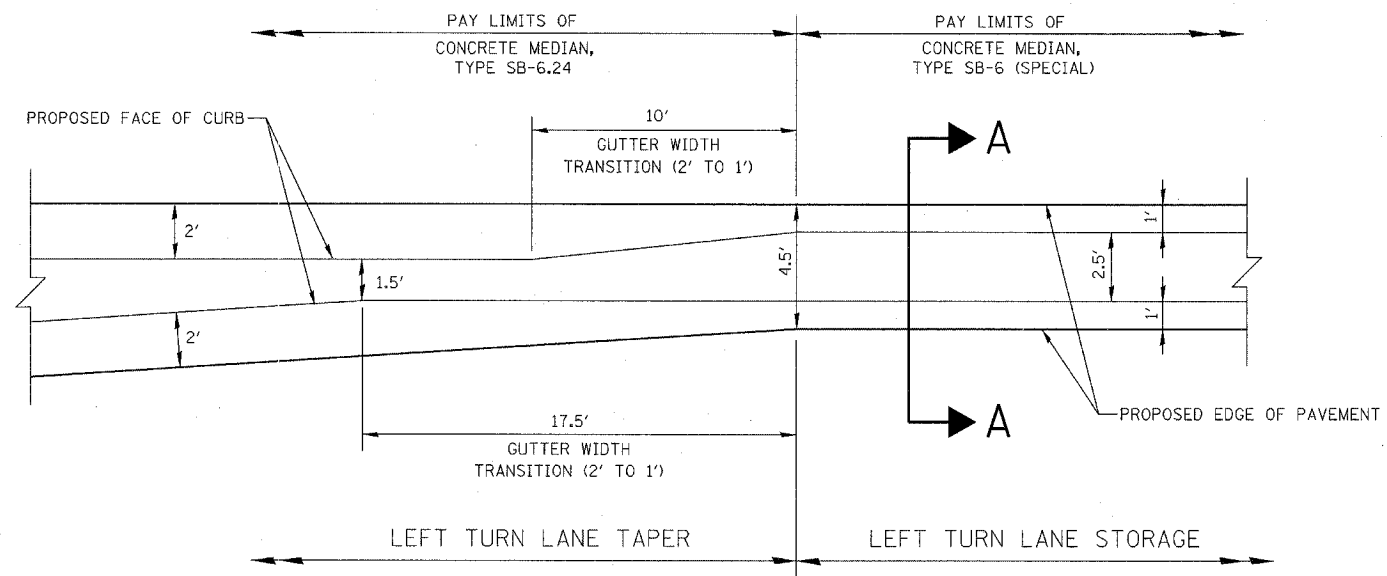 PAY LIMITS OF
CONCRETE MEDIAN,
TYPE SB-6.24
PAY LIMITS OF
CONCRETE MEDIAN,
TYPE SB-6 (SPECIAL)
PROPOSED FACE OF CURB
10'
GUTTER WIDTH
TRANSITION (2' TO 1')
A
2'
1.5'
4.5'
1'
2.5'
1'
2'
A
PROPOSED EDGE OF PAVEMENT
17.5'
GUTTER WIDTH
TRANSITION (2' TO 1')
LEFT TURN LANE TAPER
LEFT TURN LANE STORAGE